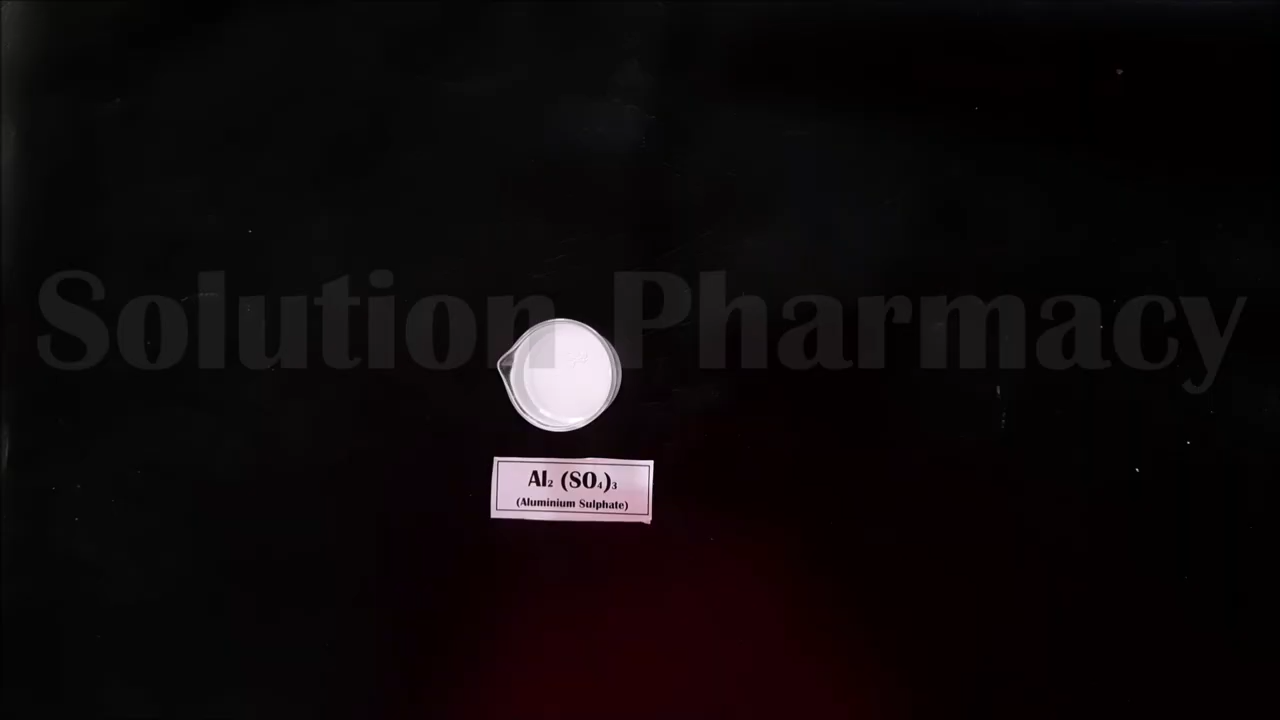 Solution Pharmacy
Al₂ (SO₄)₃
(Aluminium Sulphate)